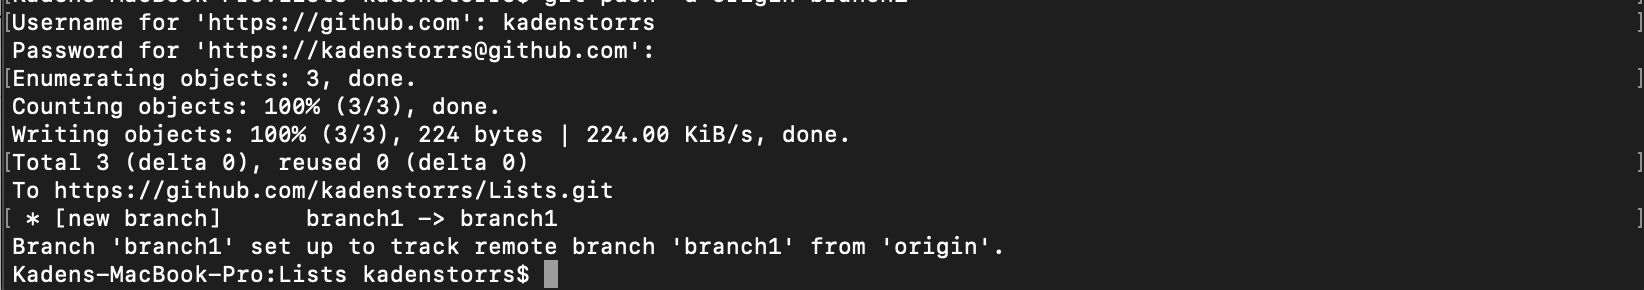 [Username for 'https://github.com': kadenstorrs ]
Password for 'https://kadenstorrs@github.com':
[Enumerating objects: 3, done. ]
Counting objects: 100% (3/3), done.
Writing objects: 100% (3/3), 224 bytes | 224.00 KiB/s, done.
[Total 3 (delta 0), reused 0 (delta 0) ]
To https://github.com/kadenstorrs/Lists.git
[ * [new branch]      branch1 -> branch1 ]
Branch 'branch1' set up to track remote branch 'branch1' from 'origin'.
Kadens-MacBook-Pro:Lists kadenstorrs$